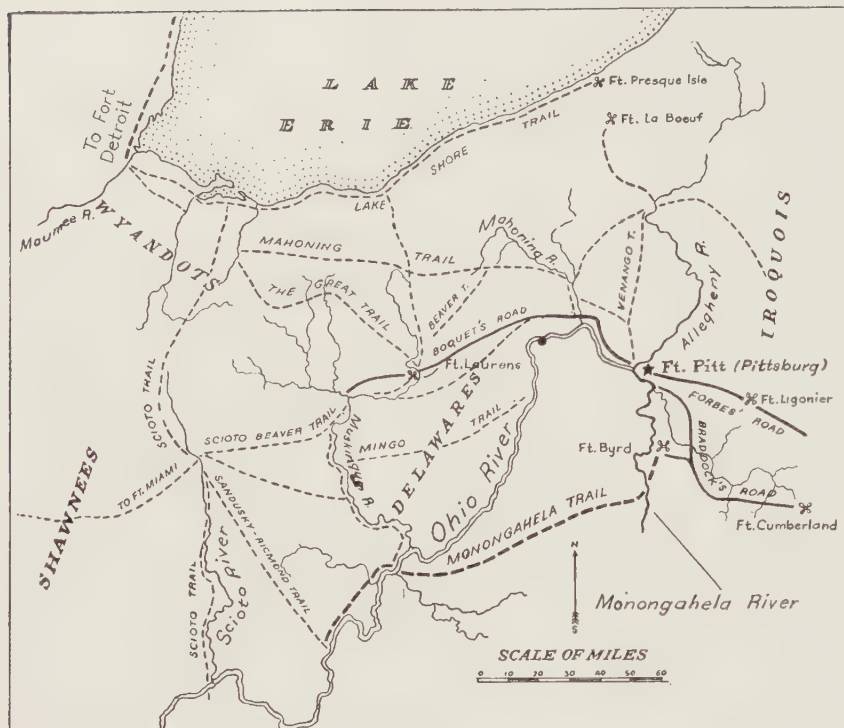 LAKE
ERIE
Ft. Presque Isle
Ft. La Boeuf
To Fort
Detroit
SHORE
TRAIL
LAKE
Maumee R.
WYANDOTS
Mahoning R.
IROQUOIS
MAHONING
TRAIL
VENANGO T.
Allegheny R.
THE GREAT TRAIL
BEAVER T.
BOQUET'S ROAD
Ft. Laurens
Ft. Pitt (Pittsburg)
Ft. Ligonier
FORBES' ROAD
SCIOTO TRAIL
SCIOTO BEAVER TRAIL
MINGO TRAIL
DELAWARES
Muskingum R.
Ohio River
Ft. Byrd
BRADDOCK'S ROAD
Ft. Cumberland
SHAWNEES
TO FT. MIAMI
SANDUSKY-RICMOND TRAIL
MONONGAHELA TRAIL
SCIOTO TRAIL
Scioto River
N
Monongahela River
SCALE OF MILES
0 10 20 30 40 50 60